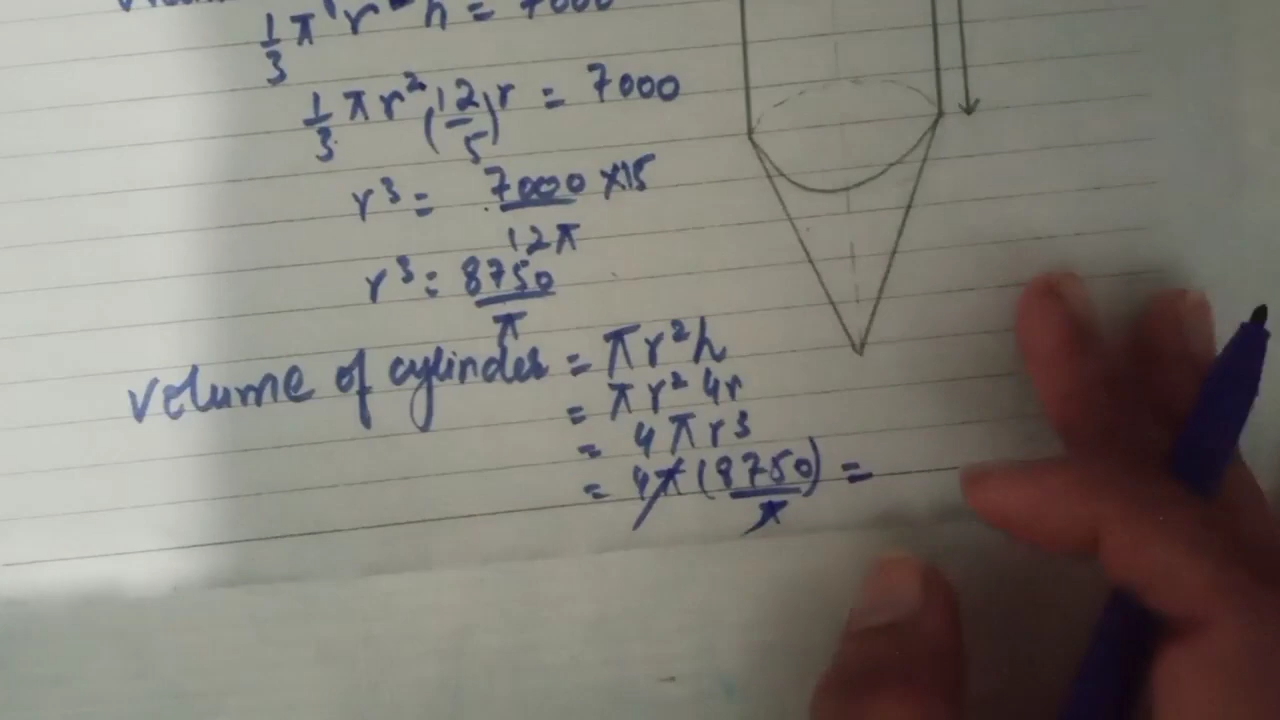 1/3 π r² h = 7000
1/3 π r² (12/5) r = 7000
r³ = 7000 × 15 / 12π
r³ = 8750/π
Volume of cylinder = π r² h
= π r² 4r
= 4 π r³
= 4π (8750/π) =